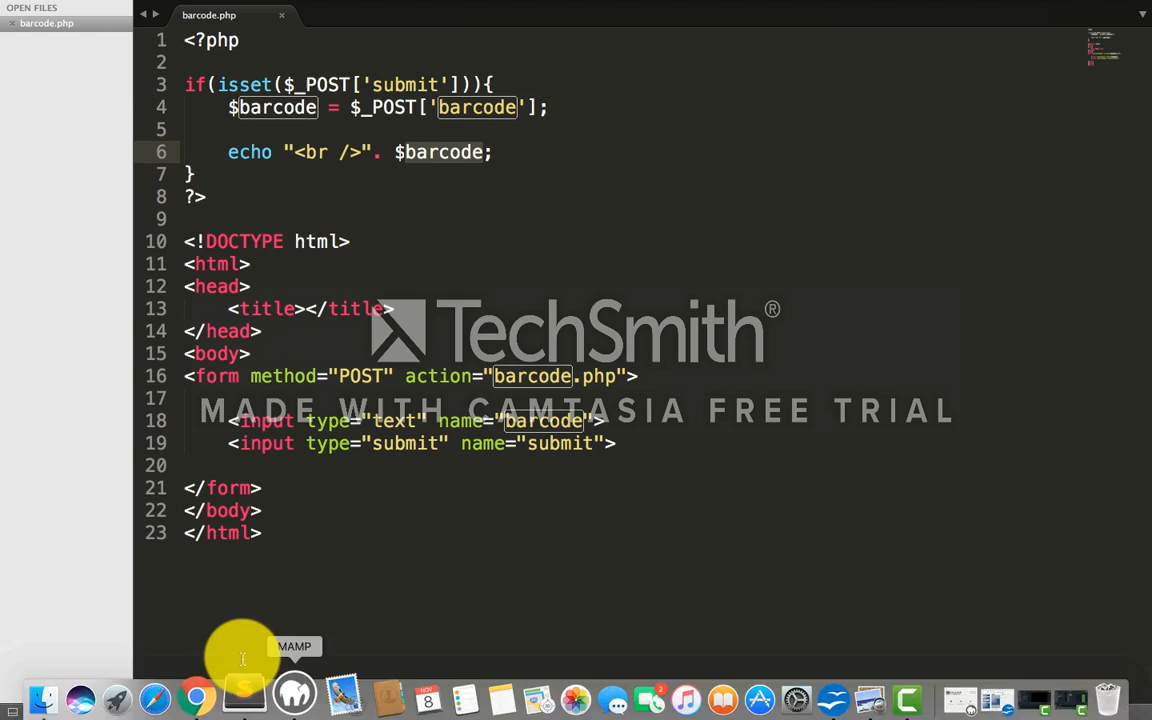 OPEN FILES
barcode.php
barcode.php
1 <?php
2
3 if(isset($_POST['submit'])){
4 $barcode = $_POST['barcode'];
5
6 echo "<br />". $barcode;
7 }
8 ?>
9
10 <!DOCTYPE html>
11 <html>
12 <head>
13 <title></title>
14 </head>
15 <body>
16 <form method="POST" action="barcode.php">
17
18 <input type="text" name="barcode">
19 <input type="submit" name="submit">
20
21 </form>
22 </body>
23 </html>
TechSmith®
MADE WITH CAMTASIA FREE TRIAL
MAMP
NOV
8
2